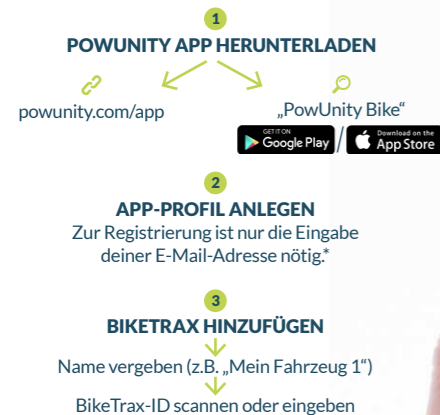 1
POWUNITY APP HERUNTERLADEN
powunity.com/app
„PowUnity Bike“
GET IT ON
Google Play
/
Download on the
App Store
2
APP-PROFIL ANLEGEN
Zur Registrierung ist nur die Eingabe
deiner E-Mail-Adresse nötig.*
3
BIKETRAX HINZUFÜGEN
Name vergeben (z.B. „Mein Fahrzeug 1“)
BikeTrax-ID scannen oder eingeben